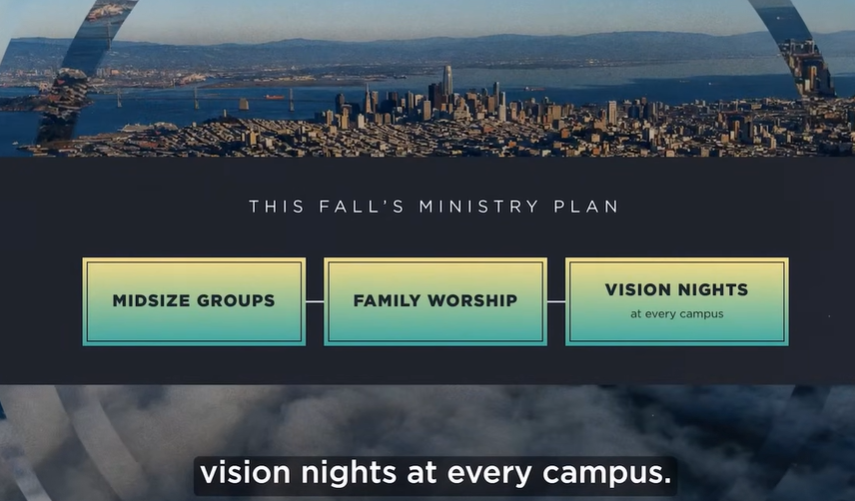 THIS FALL'S MINISTRY PLAN
MIDSIZE GROUPS
FAMILY WORSHIP
VISION NIGHTS
at every campus
vision nights at every campus.